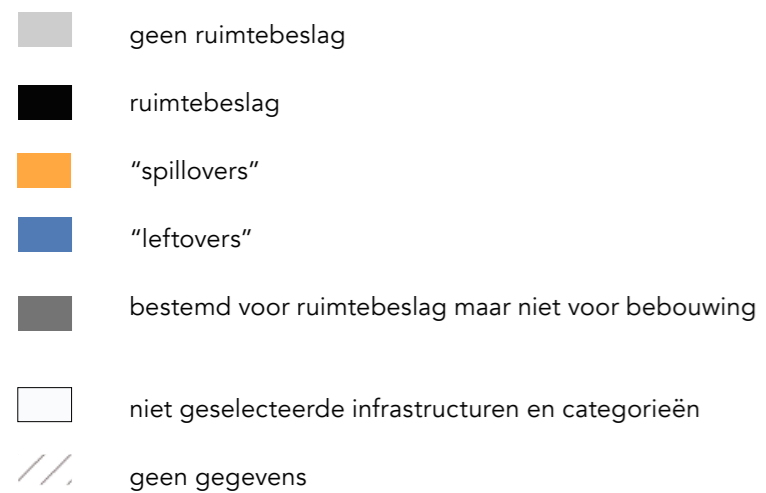 geen ruimtebeslag
ruimtebeslag
“spillovers”
“leftovers”
bestemd voor ruimtebeslag maar niet voor bebouwing
niet geselecteerde infrastructuren en categorieën
geen gegevens